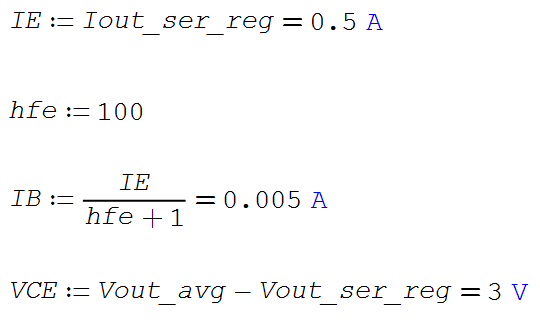 IE := Iout_ser_reg = 0.5 A
hfe := 100
IB := IE / (hfe + 1) = 0.005 A
VCE := Vout_avg − Vout_ser_reg = 3 V